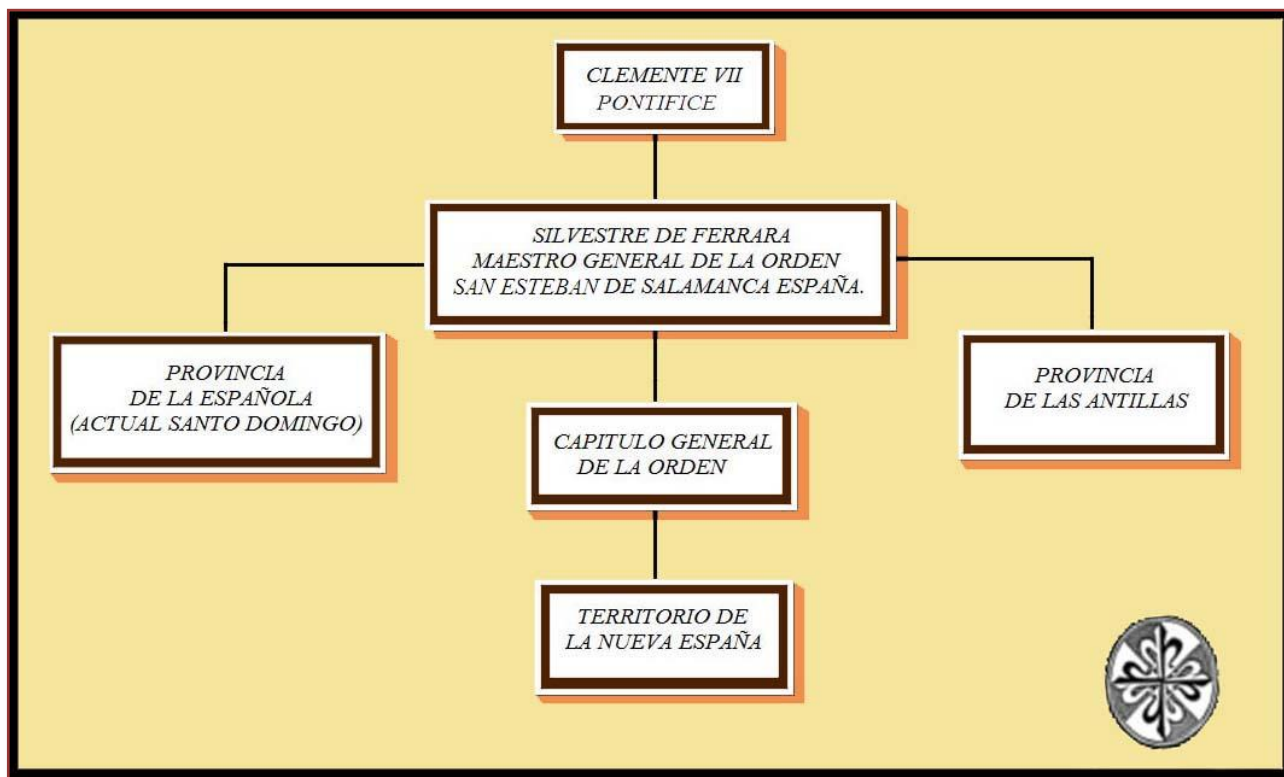 CLEMENTE VII
PONTIFICE
SILVESTRE DE FERRARA
MAESTRO GENERAL DE LA ORDEN
SAN ESTEBAN DE SALAMANCA ESPAÑA.
PROVINCIA
DE LA ESPAÑOLA
(ACTUAL SANTO DOMINGO)
CAPITULO GENERAL
DE LA ORDEN
PROVINCIA
DE LAS ANTILLAS
TERRITORIO DE
LA NUEVA ESPAÑA